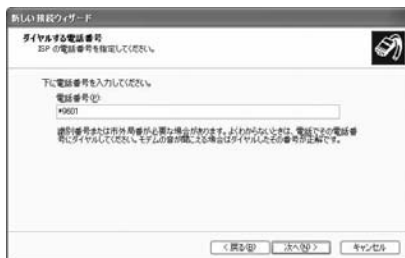 新しい接続ウィザード
ダイヤルする電話番号
ISP の電話番号を指定してください。
下に電話番号を入力してください。
電話番号(P):
*9601
識別番号または市外局番が必要な場合があります。よくわからないときは、電話でその電話番
号にダイヤルしてください。モデムの音が聞こえる場合はダイヤルしたその番号が正解です。
< 戻る(B)
次へ(N) >
キャンセル